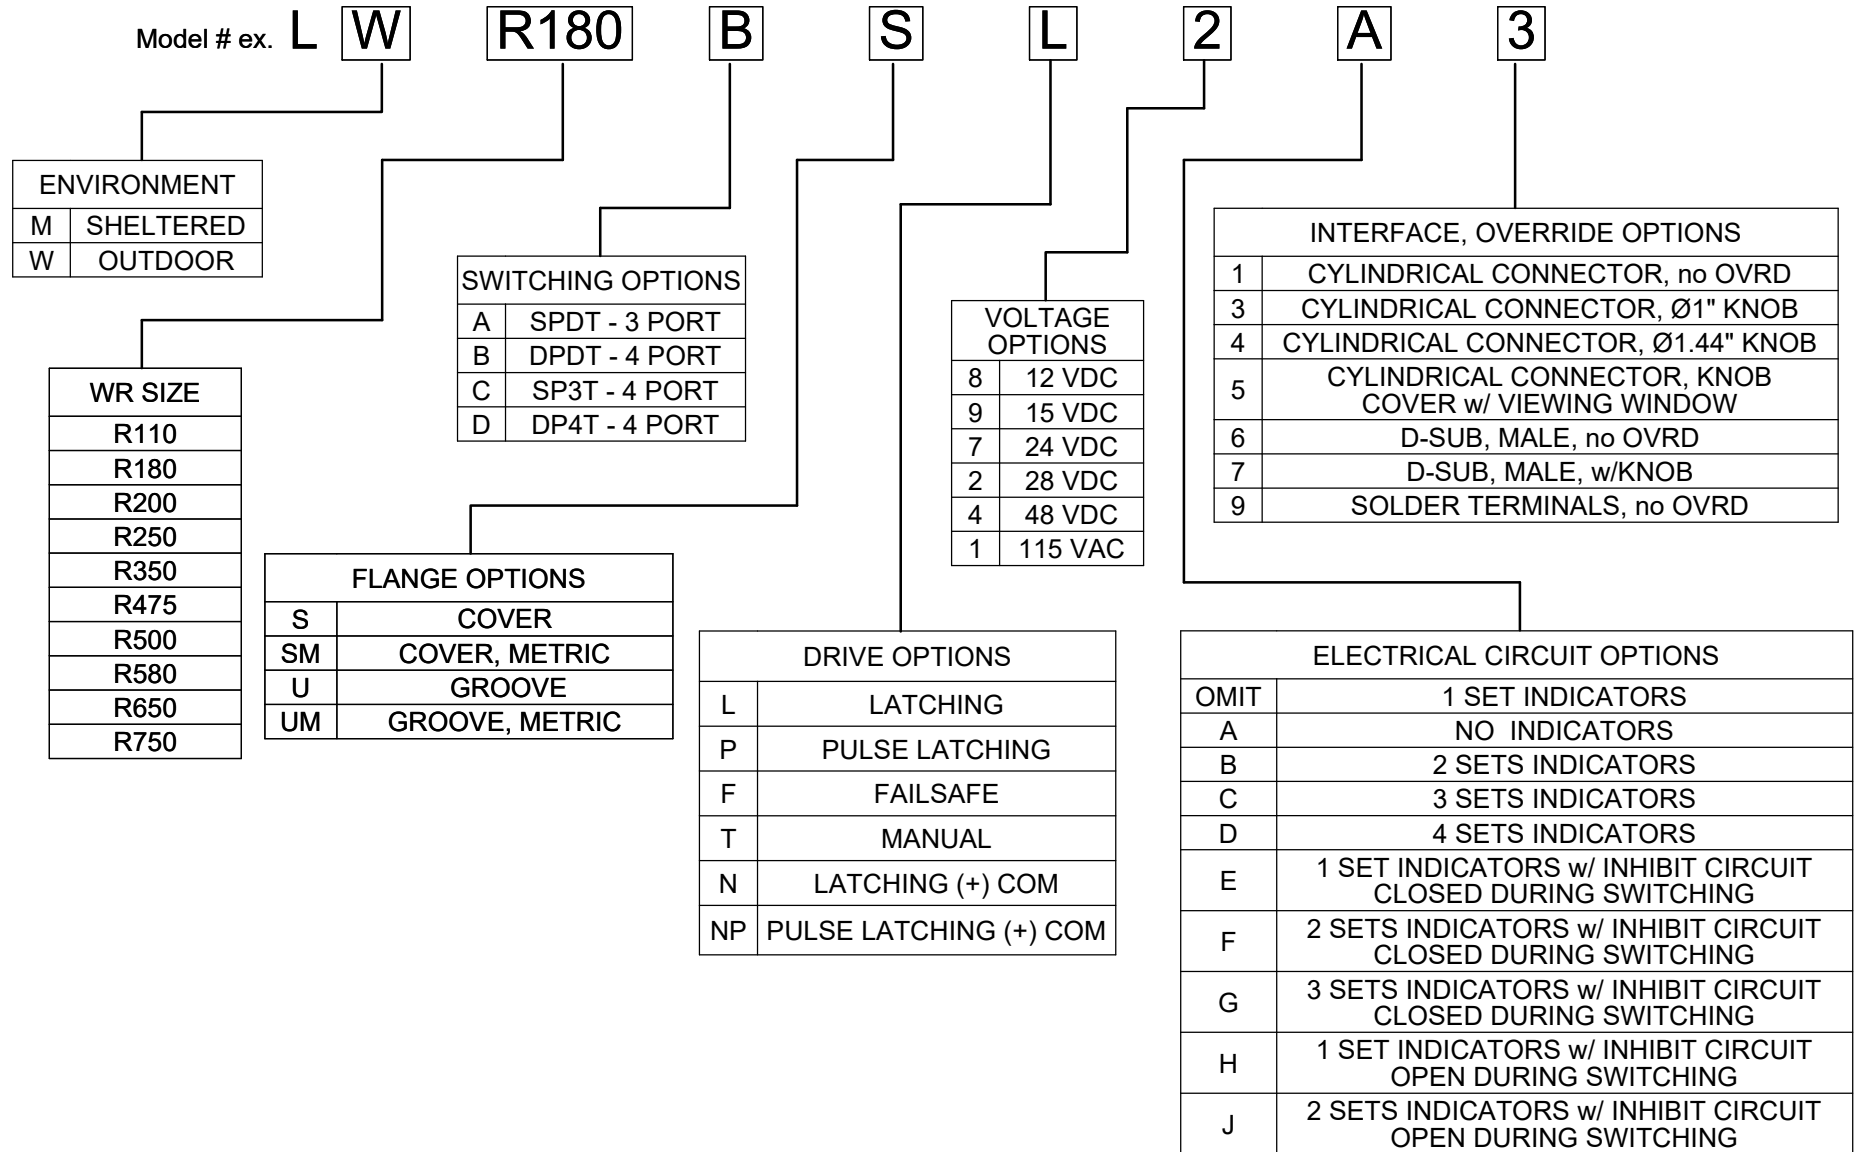 Model # ex. L W R180 B S L 2 A 3
ENVIRONMENT
M SHELTERED
W OUTDOOR
WR SIZE
R110
R180
R200
R250
R350
R475
R500
R580
R650
R750
SWITCHING OPTIONS
A SPDT - 3 PORT
B DPDT - 4 PORT
C SP3T - 4 PORT
D DP4T - 4 PORT
FLANGE OPTIONS
S COVER
SM COVER, METRIC
U GROOVE
UM GROOVE, METRIC
DRIVE OPTIONS
L LATCHING
P PULSE LATCHING
F FAILSAFE
T MANUAL
N LATCHING (+) COM
NP PULSE LATCHING (+) COM
VOLTAGE
OPTIONS
8 12 VDC
9 15 VDC
7 24 VDC
2 28 VDC
4 48 VDC
1 115 VAC
INTERFACE, OVERRIDE OPTIONS
1 CYLINDRICAL CONNECTOR, no OVRD
3 CYLINDRICAL CONNECTOR, Ø1" KNOB
4 CYLINDRICAL CONNECTOR, Ø1.44" KNOB
5 CYLINDRICAL CONNECTOR, KNOB
COVER w/ VIEWING WINDOW
6 D-SUB, MALE, no OVRD
7 D-SUB, MALE, w/KNOB
9 SOLDER TERMINALS, no OVRD
ELECTRICAL CIRCUIT OPTIONS
OMIT 1 SET INDICATORS
A NO INDICATORS
B 2 SETS INDICATORS
C 3 SETS INDICATORS
D 4 SETS INDICATORS
E 1 SET INDICATORS w/ INHIBIT CIRCUIT
CLOSED DURING SWITCHING
F 2 SETS INDICATORS w/ INHIBIT CIRCUIT
CLOSED DURING SWITCHING
G 3 SETS INDICATORS w/ INHIBIT CIRCUIT
CLOSED DURING SWITCHING
H 1 SET INDICATORS w/ INHIBIT CIRCUIT
OPEN DURING SWITCHING
J 2 SETS INDICATORS w/ INHIBIT CIRCUIT
OPEN DURING SWITCHING